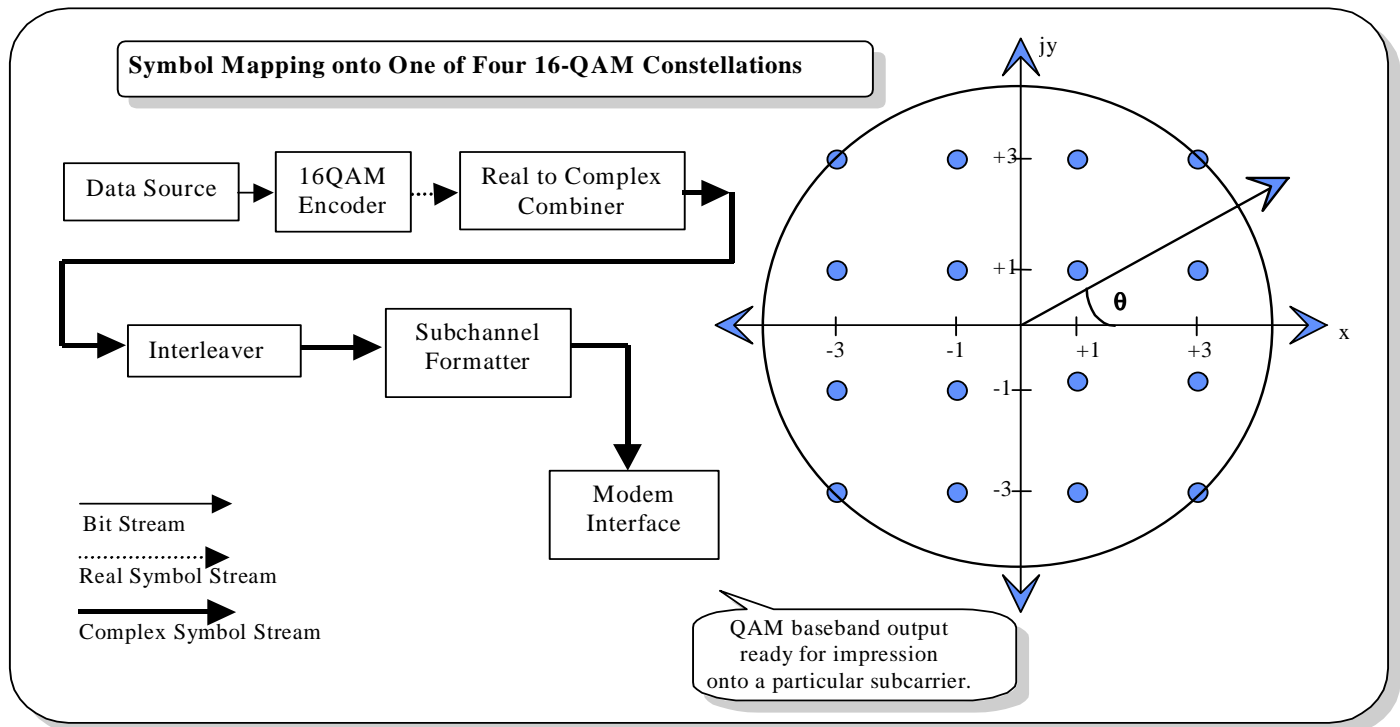 Symbol Mapping onto One of Four 16-QAM Constellations
Data Source
16QAM
Encoder
Real to Complex
Combiner
Interleaver
Subchannel
Formatter
Modem
Interface
Bit Stream
Real Symbol Stream
Complex Symbol Stream
QAM baseband output
ready for impression
onto a particular subcarrier.
jy
+3
+1
θ
x
-3
-1
+1
+3
-1
-3